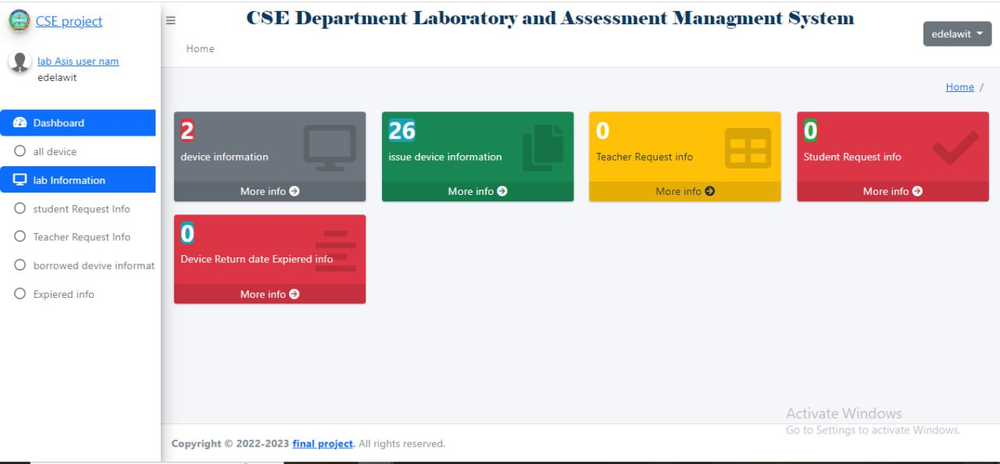 CSE project
lab Asis user nam
edelawit
Dashboard
all device
lab Information
student Request Info
Teacher Request Info
borrowed devive informat
Expiered info
CSE Department Laboratory and Assessment Managment System
edelawit
Home
Home /
2
device information
More info
26
issue device information
More info
0
Teacher Request info
More info
0
Student Request info
More info
0
Device Return date Expiered info
More info
Activate Windows
Go to Settings to activate Windows.
Copyright © 2022-2023 final project. All rights reserved.